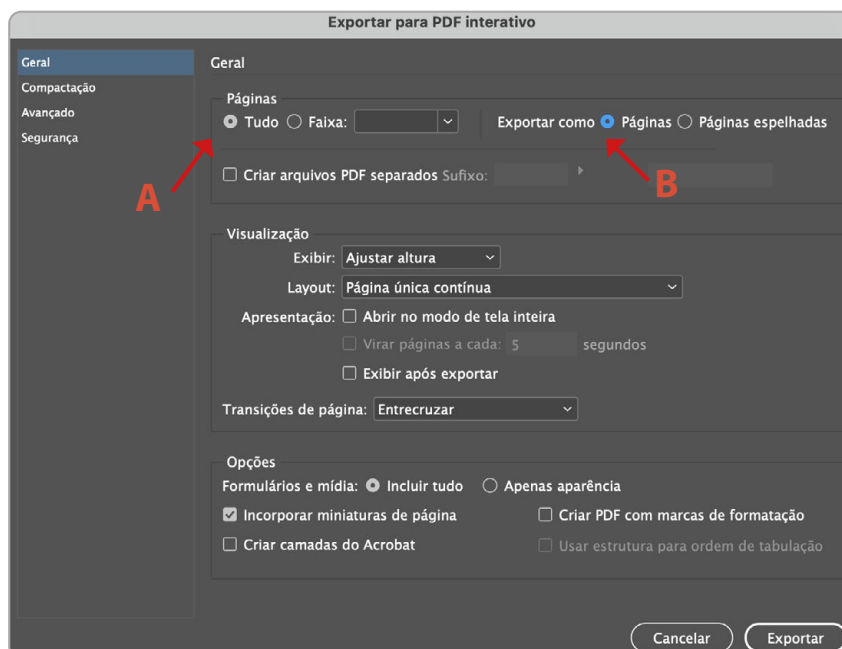 Exportar para PDF interativo
Geral
Compactação
Avançado
Segurança
Geral
Páginas
Tudo Faixa: Exportar como Páginas Páginas espelhadas
Criar arquivos PDF separados Sufixo:
A
B
Visualização
Exibir: Ajustar altura
Layout: Página única contínua
Apresentação: Abrir no modo de tela inteira
Virar páginas a cada: 5 segundos
Exibir após exportar
Transições de página: Entrecruzar
Opções
Formulários e mídia: Incluir tudo Apenas aparência
Incorporar miniaturas de página Criar PDF com marcas de formatação
Criar camadas do Acrobat Usar estrutura para ordem de tabulação
Cancelar Exportar